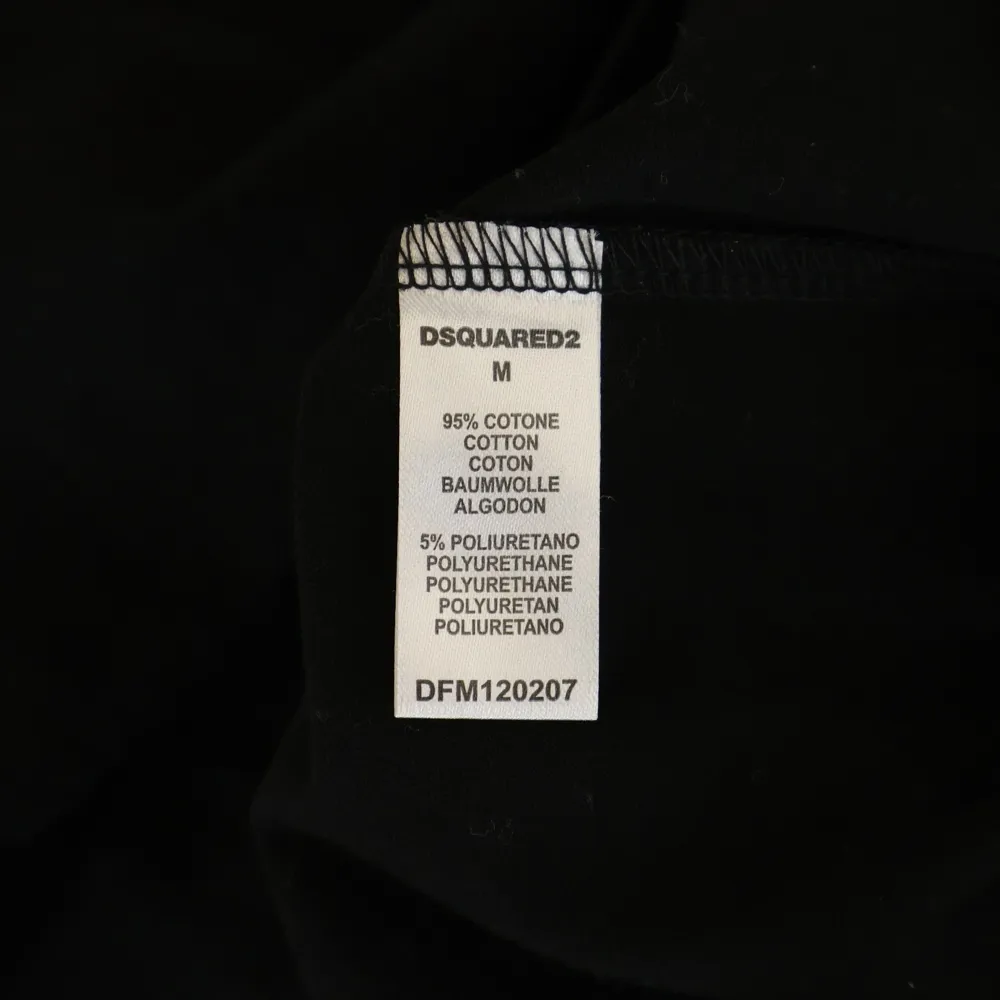 DSQUARED2
M
95% COTONE
COTTON
COTON
BAUMWOLLE
ALGODON
5% POLIURETANO
POLYURETHANE
POLYURETHANE
POLYURETAN
POLIURETANO
DFM120207